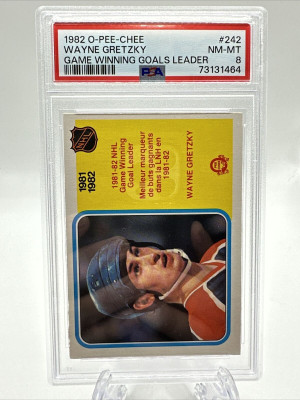 1982 O-PEE-CHEE #242
WAYNE GRETZKY NM-MT
GAME WINNING GOALS LEADER 8
PSA 73131464
1981
1982
NHL
1981-82 NHL
Game Winning
Goal Leader
Meilleur marqueur
de buts gagnants
dans la LNH en
1981-82
WAYNE GRETZKY